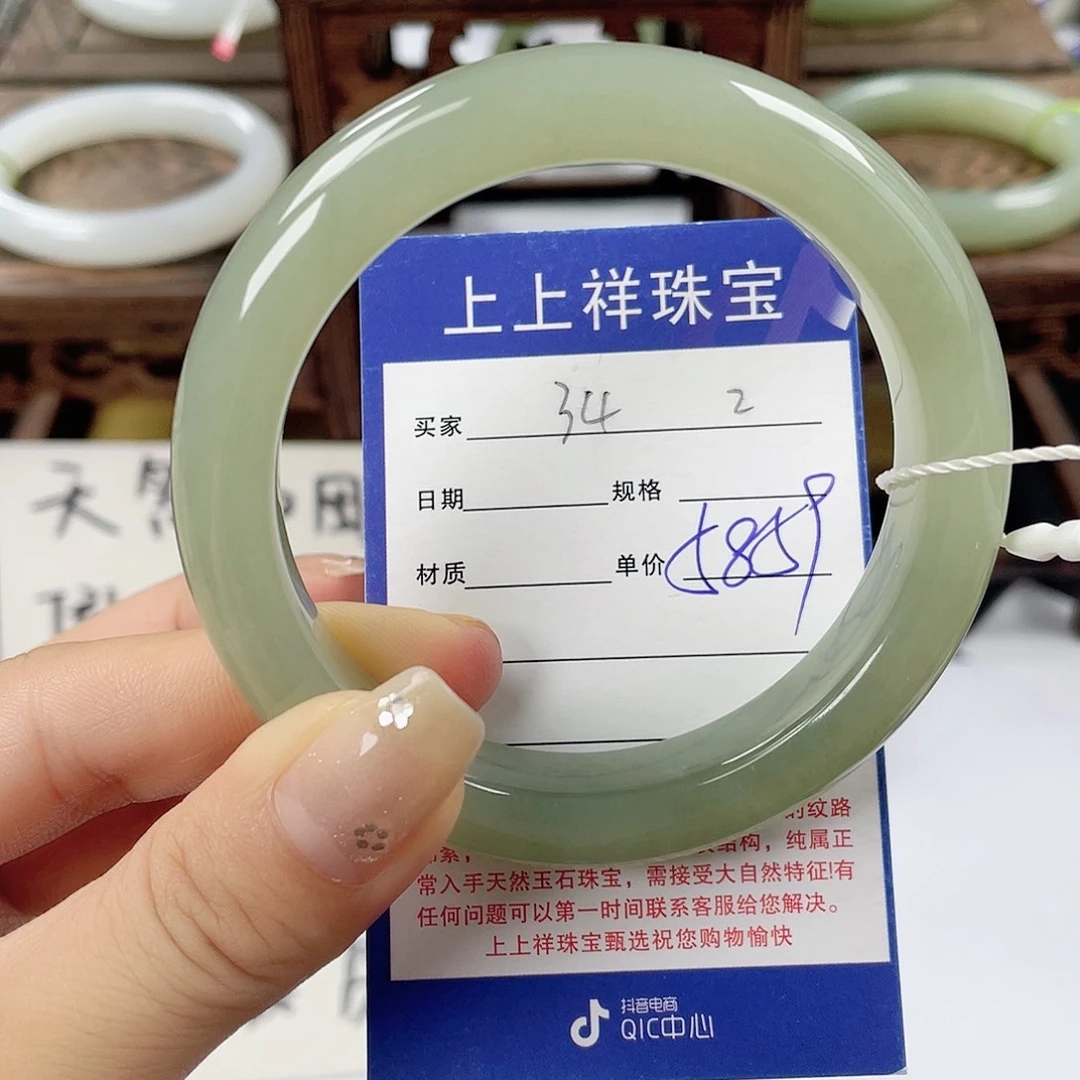 上上祥珠宝
买家 34 2
日期 规格
材质 单价 5859
的纹路
结构，纯属正
常入手天然玉石珠宝，需接受大自然特征!有
任何问题可以第一时间联系客服给您解决。
上上祥珠宝甄选祝您购物愉快
抖音电商
QIC中心
天